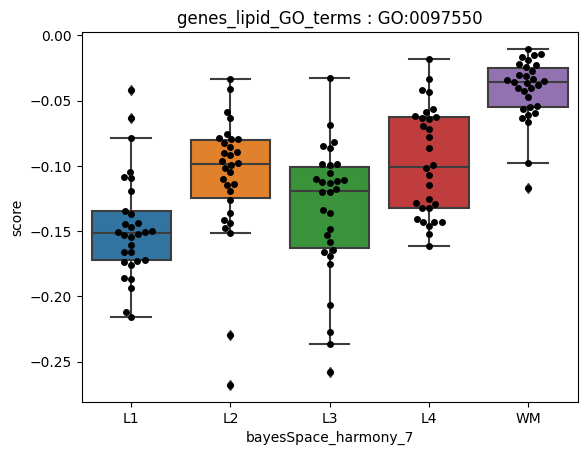 genes_lipid_GO_terms : GO:0097550
0.00
−0.05
−0.10
−0.15
−0.20
−0.25
score
L1 L2 L3 L4 WM
bayesSpace_harmony_7